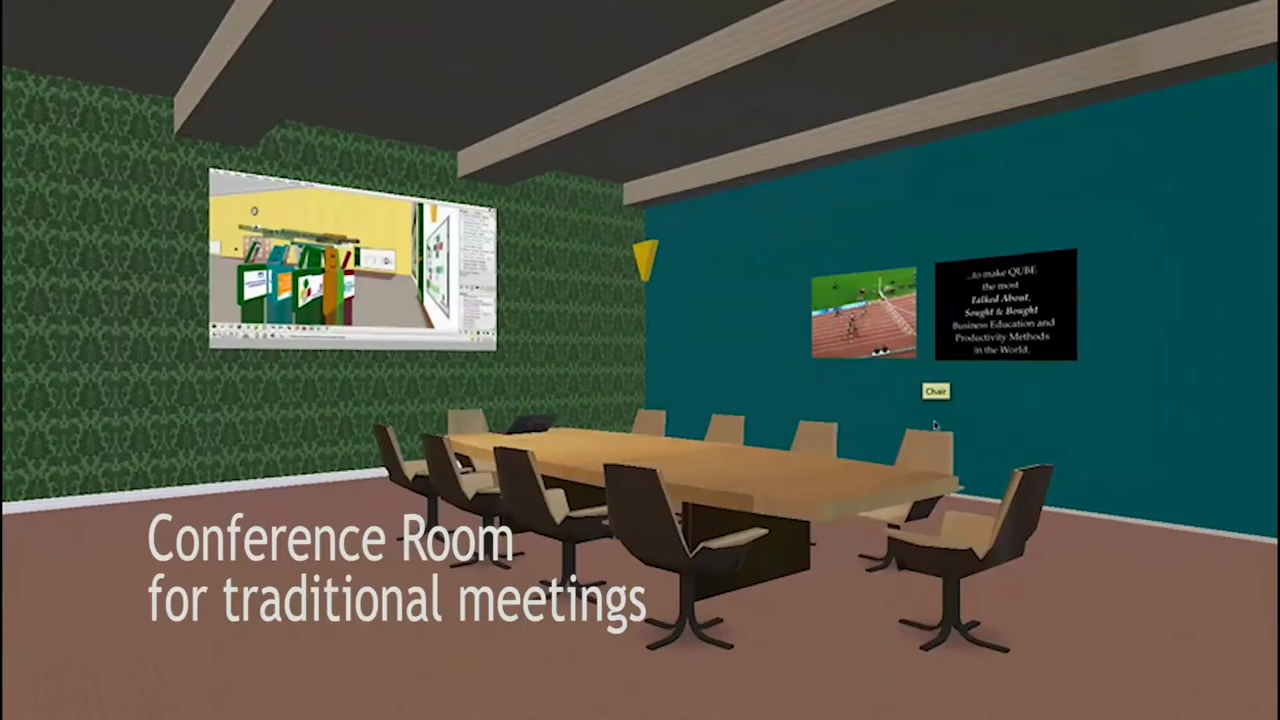 ...to make QUBE
the most
Talked About,
Sought & Bought
Business Education and
Productivity Methods
in the World.
Chair
Conference Room
for traditional meetings